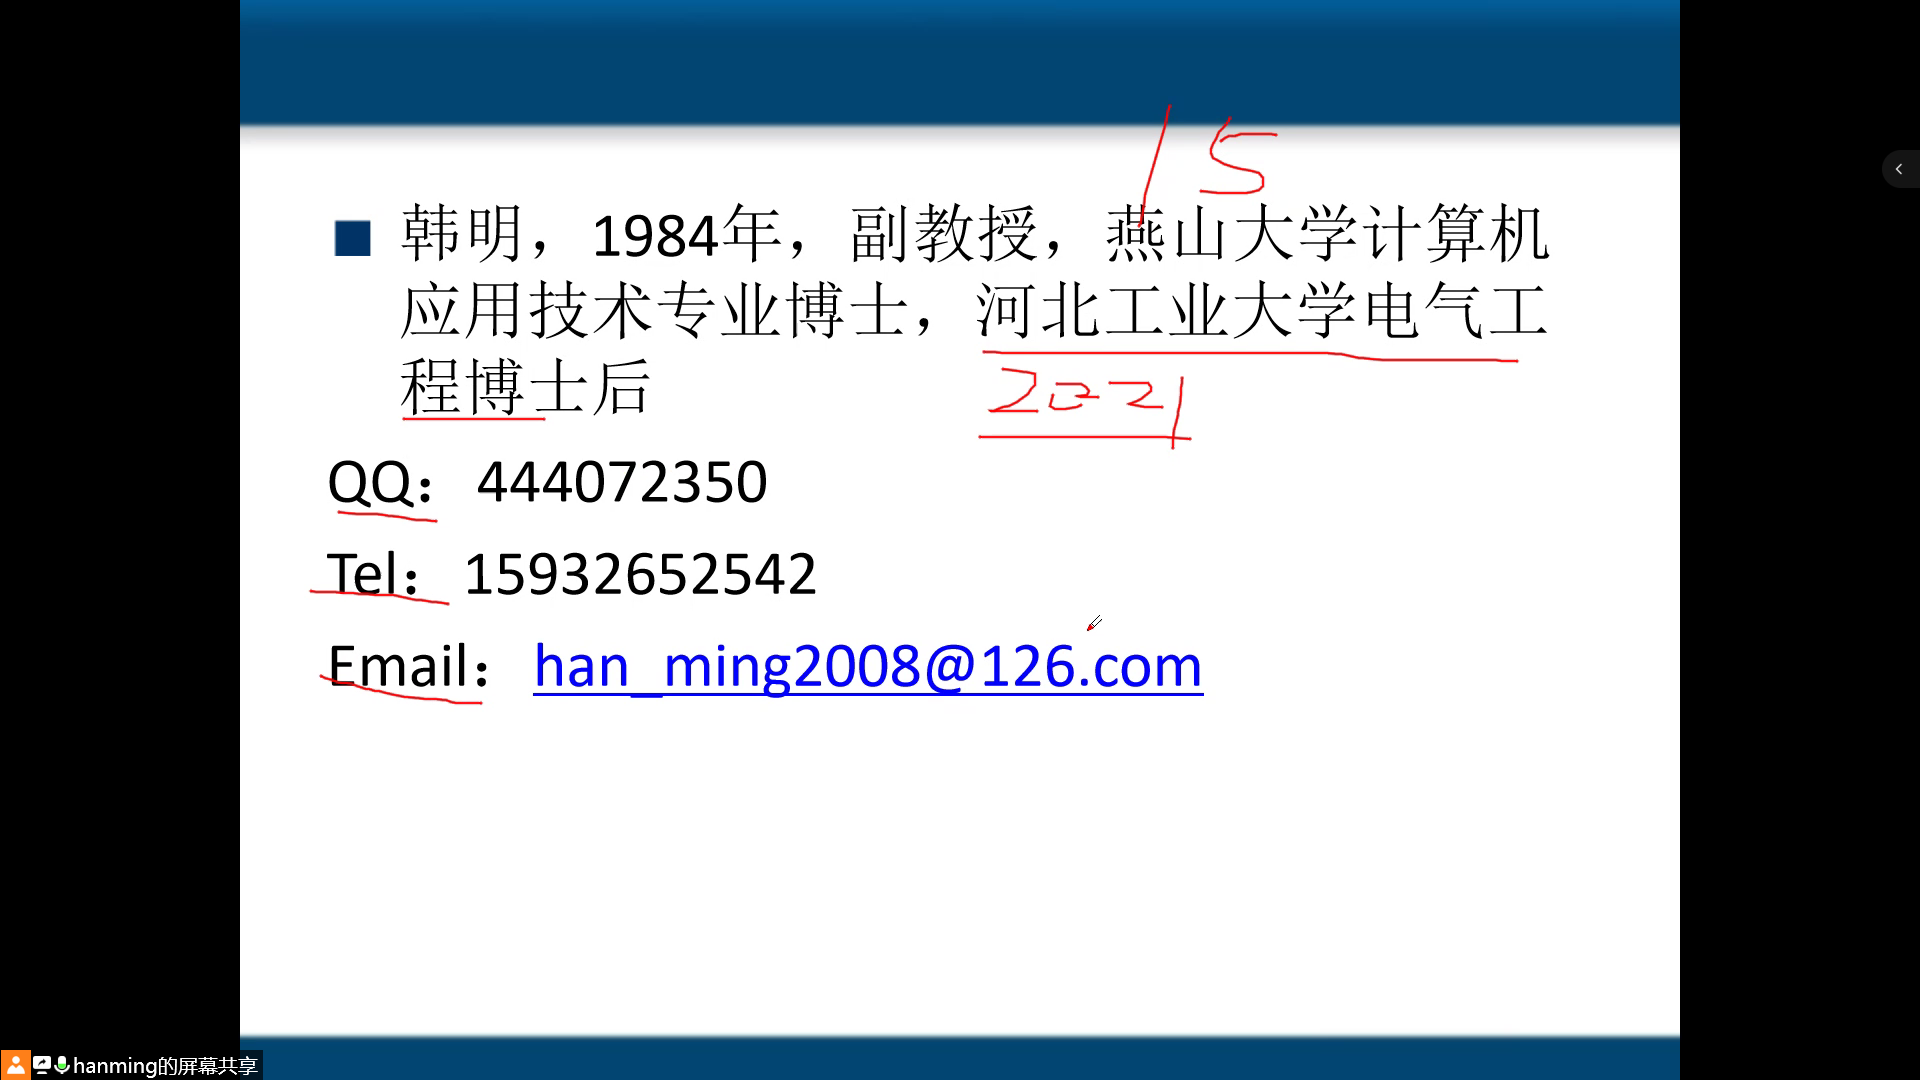 15
韩明，1984年，副教授，燕山大学计算机
应用技术专业博士，河北工业大学电气工
程博士后
2021
QQ： 444072350
Tel： 15932652542
Email： han_ming2008@126.com
hanming的屏幕共享